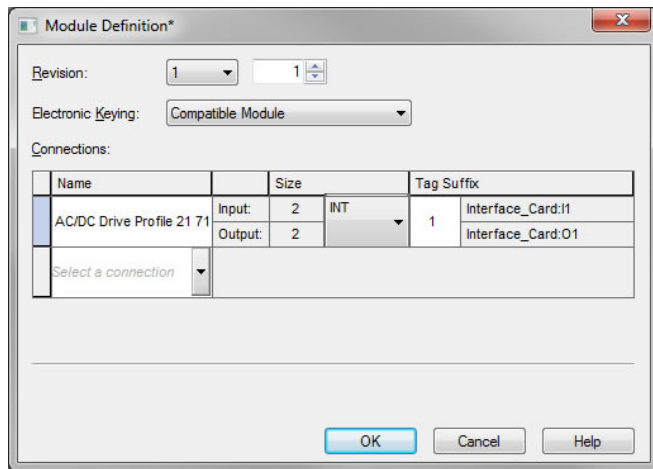 Module Definition*
Revision: 1 1
Electronic Keying: Compatible Module
Connections:
Name Size Tag Suffix
AC/DC Drive Profile 21 71 Input: 2 INT 1 Interface_Card:I1
Output: 2 Interface_Card:O1
Select a connection
OK Cancel Help